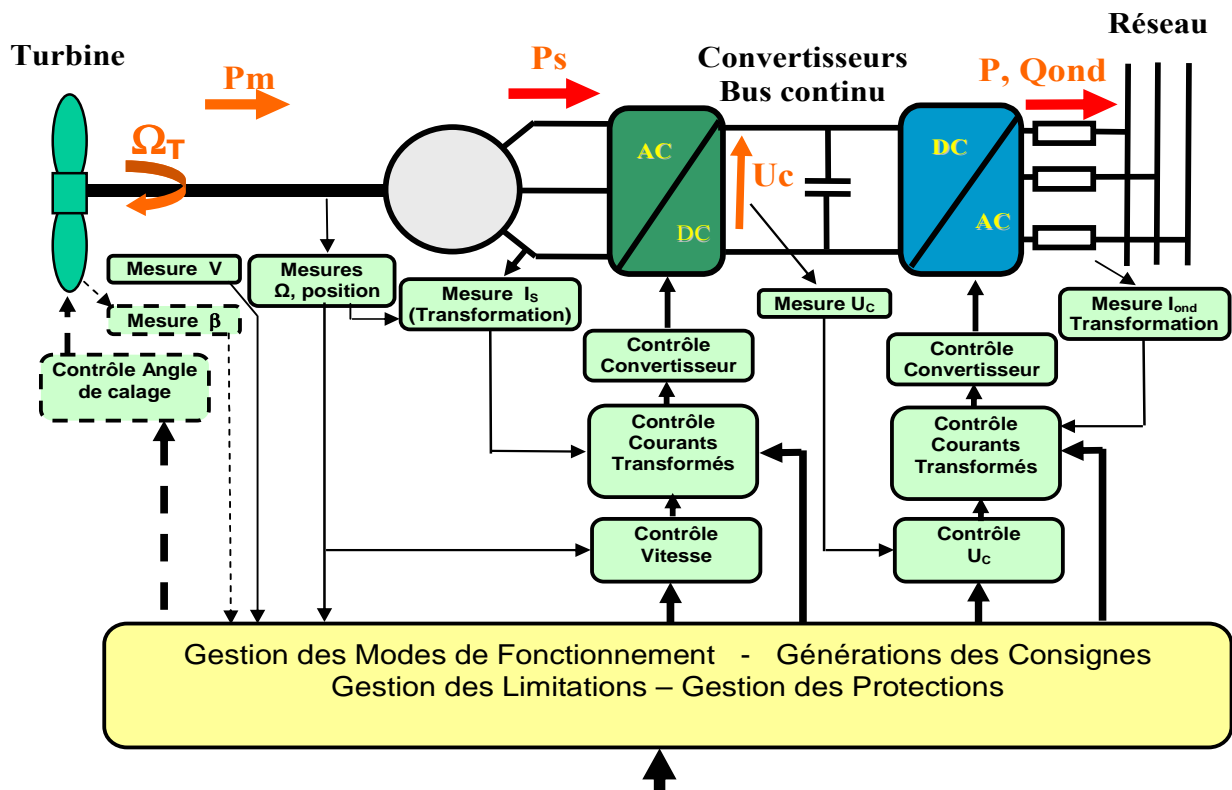 Réseau
Turbine
Convertisseurs
Bus continu
Pm
Ps
P, Qond
ΩT
AC
DC
Uc
DC
AC
Mesure V
Mesures
Ω, position
Mesure IS
(Transformation)
Mesure UC
Mesure Iond
Transformation
Mesure β
Contrôle Angle
de calage
Contrôle
Convertisseur
Contrôle
Convertisseur
Contrôle
Courants
Transformés
Contrôle
Courants
Transformés
Contrôle
Vitesse
Contrôle
UC
Gestion des Modes de Fonctionnement - Générations des Consignes
Gestion des Limitations – Gestion des Protections